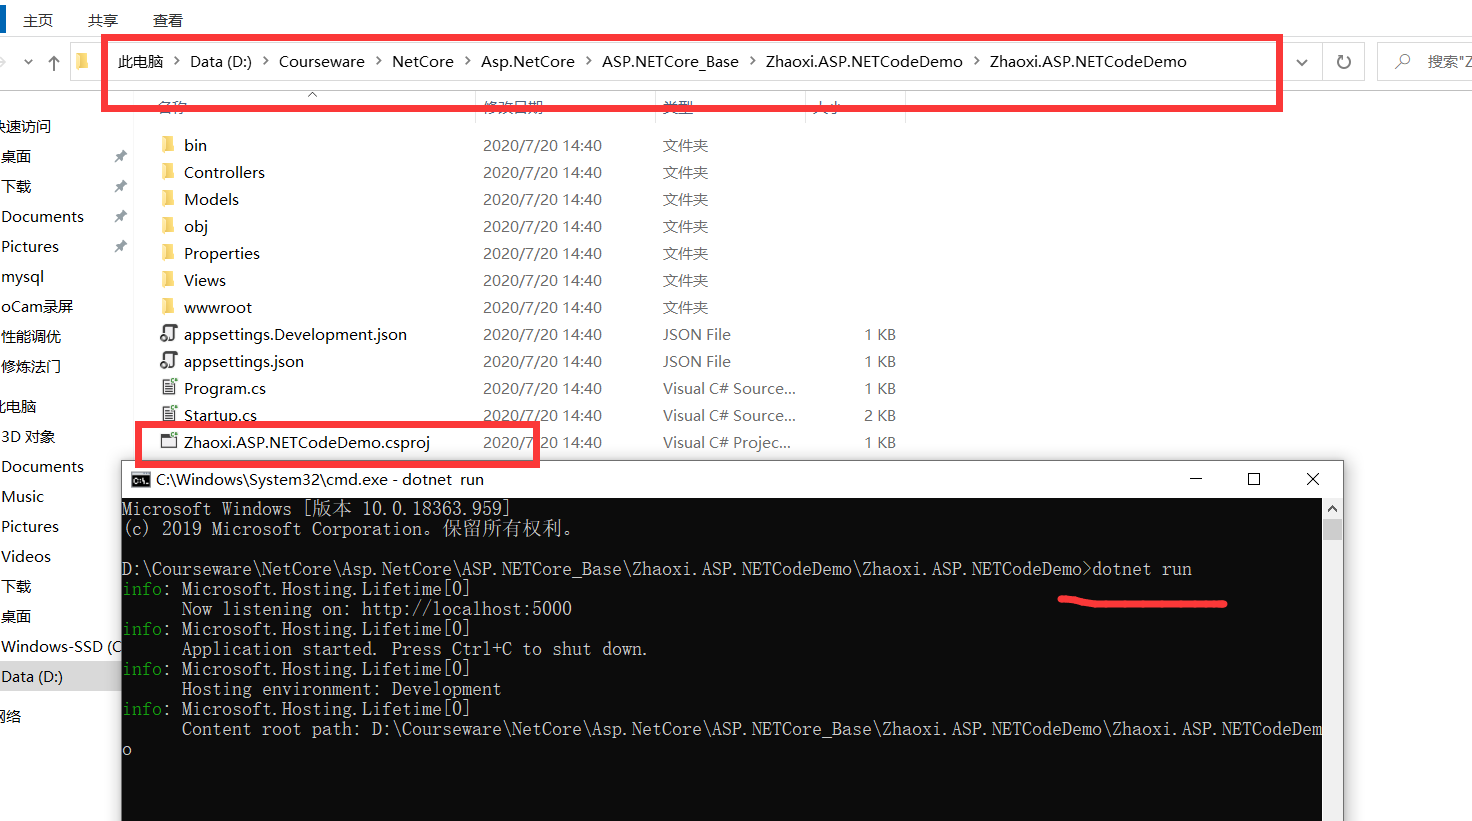 主页 共享 查看
此电脑 Data (D:) Courseware NetCore Asp.NetCore ASP.NETCore_Base Zhaoxi.ASP.NETCodeDemo Zhaoxi.ASP.NETCodeDemo 搜索"Z
名称 修改日期 类型 大小
快速访问
桌面
下载
Documents
Pictures
mysql
oCam录屏
性能调优
修炼法门
此电脑
3D 对象
Documents
Music
Pictures
Videos
下载
桌面
Windows-SSD (C
Data (D:)
网络
bin 2020/7/20 14:40 文件夹
Controllers 2020/7/20 14:40 文件夹
Models 2020/7/20 14:40 文件夹
obj 2020/7/20 14:40 文件夹
Properties 2020/7/20 14:40 文件夹
Views 2020/7/20 14:40 文件夹
wwwroot 2020/7/20 14:40 文件夹
appsettings.Development.json 2020/7/20 14:40 JSON File 1 KB
appsettings.json 2020/7/20 14:40 JSON File 1 KB
Program.cs 2020/7/20 14:40 Visual C# Source... 1 KB
Startup.cs 2020/7/20 14:40 Visual C# Source... 2 KB
Zhaoxi.ASP.NETCodeDemo.csproj 2020/7/20 14:40 Visual C# Projec... 1 KB
C:\Windows\System32\cmd.exe - dotnet run
Microsoft Windows [版本 10.0.18363.959]
(c) 2019 Microsoft Corporation。保留所有权利。
D:\Courseware\NetCore\Asp.NetCore\ASP.NETCore_Base\Zhaoxi.ASP.NETCodeDemo\Zhaoxi.ASP.NETCodeDemo>dotnet run
info: Microsoft.Hosting.Lifetime[0]
Now listening on: http://localhost:5000
info: Microsoft.Hosting.Lifetime[0]
Application started. Press Ctrl+C to shut down.
info: Microsoft.Hosting.Lifetime[0]
Hosting environment: Development
info: Microsoft.Hosting.Lifetime[0]
Content root path: D:\Courseware\NetCore\Asp.NetCore\ASP.NETCore_Base\Zhaoxi.ASP.NETCodeDemo\Zhaoxi.ASP.NETCodeDem
o